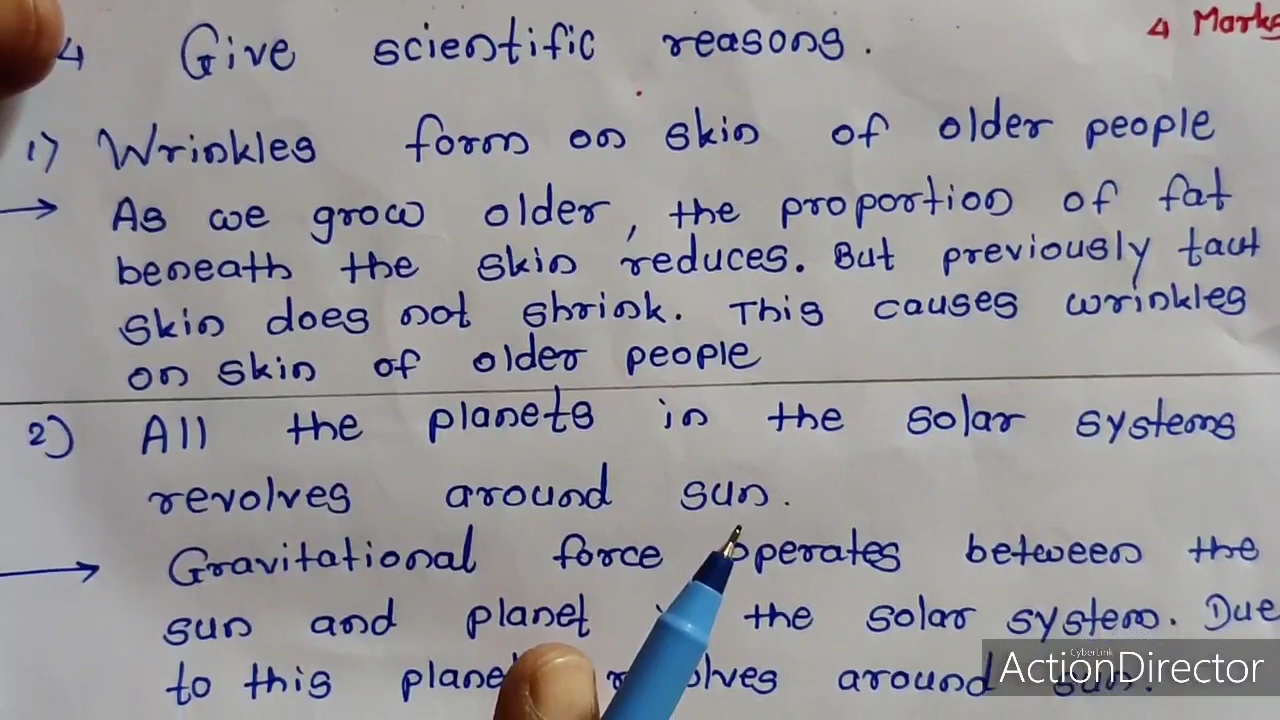 4 Give scientific reasons.
4 Marks
1) Wrinkles form on skin of older people
→ As we grow older, the proportion of fat
beneath the skin reduces. But previously taut
skin does not shrink. This causes wrinkles
on skin of older people
2) All the planets in the solar systems
revolves around sun.
→ Gravitational force operates between the
sun and planet the solar system. Due
to this around sun.
CyberLink
ActionDirector